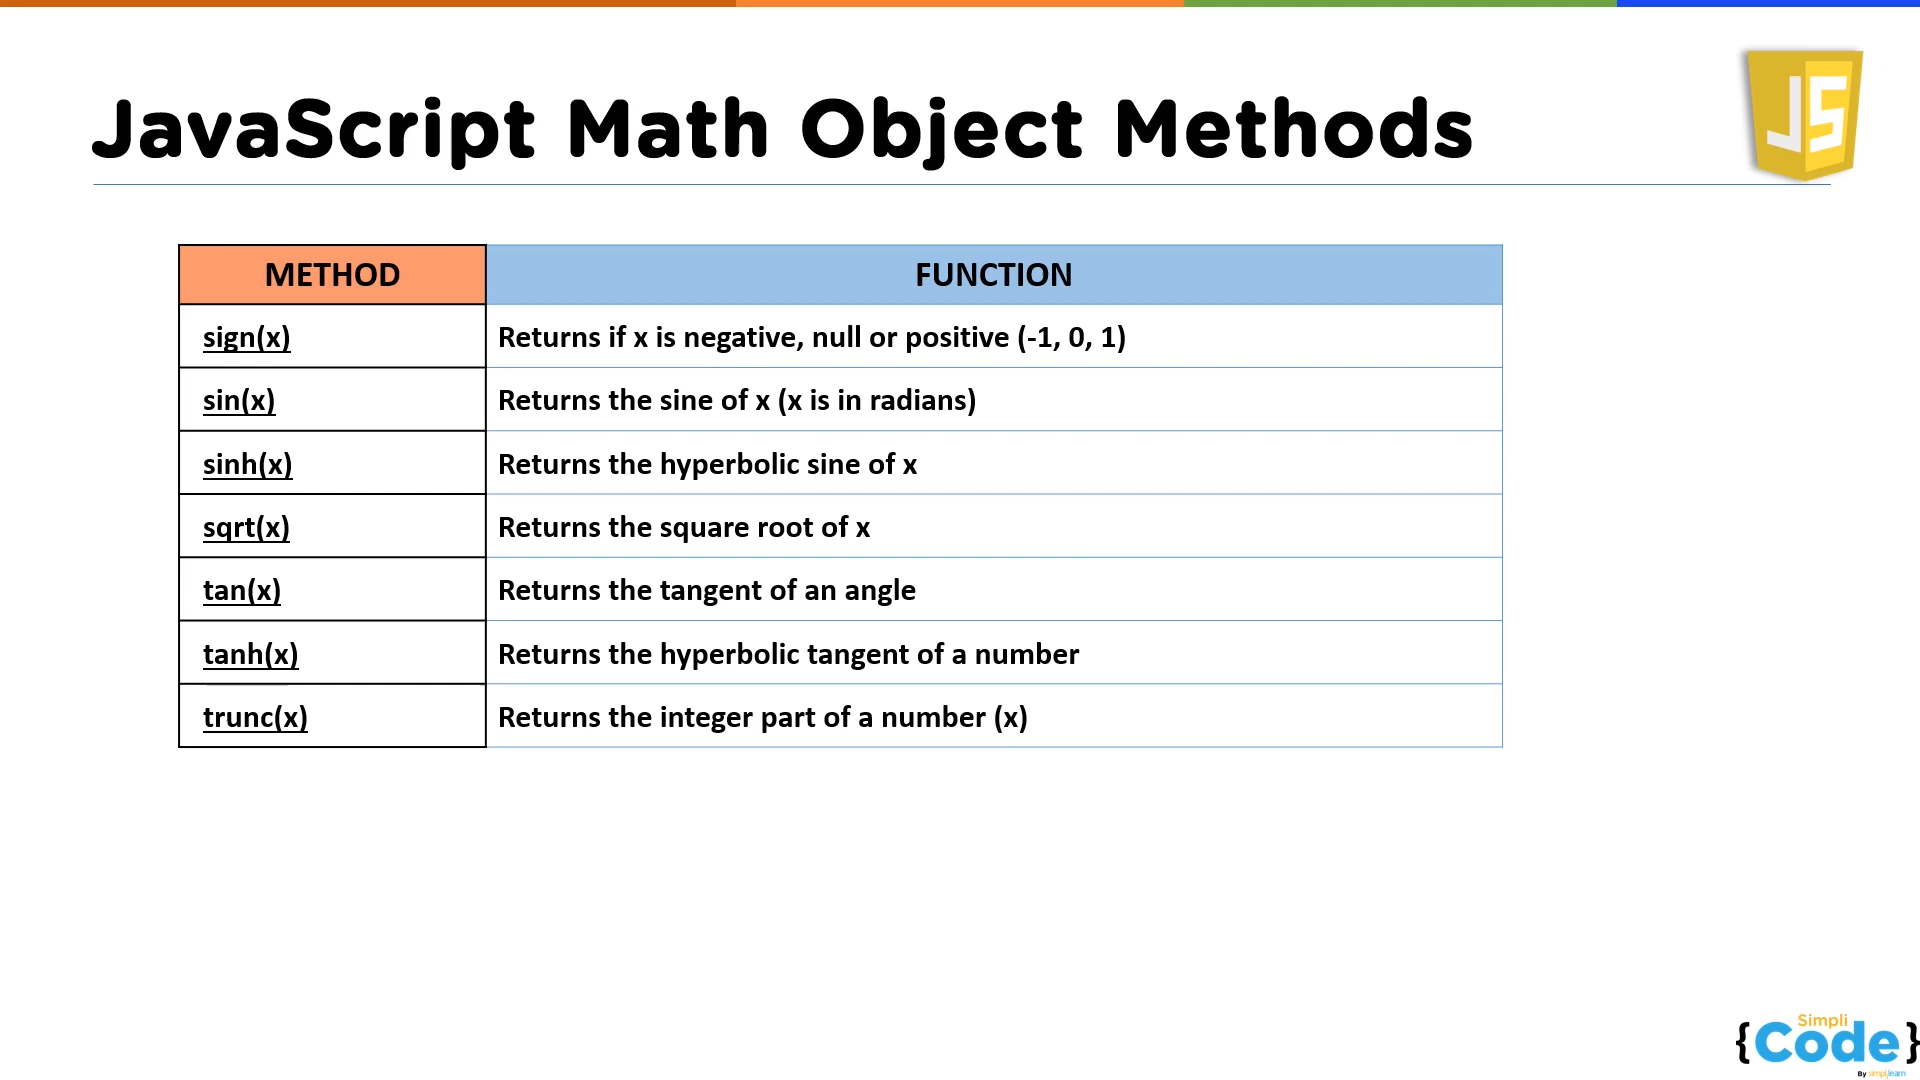 JavaScript Math Object Methods
JS
METHOD FUNCTION
sign(x) Returns if x is negative, null or positive (-1, 0, 1)
sin(x) Returns the sine of x (x is in radians)
sinh(x) Returns the hyperbolic sine of x
sqrt(x) Returns the square root of x
tan(x) Returns the tangent of an angle
tanh(x) Returns the hyperbolic tangent of a number
trunc(x) Returns the integer part of a number (x)
Simpli
{Code}
By simplilearn